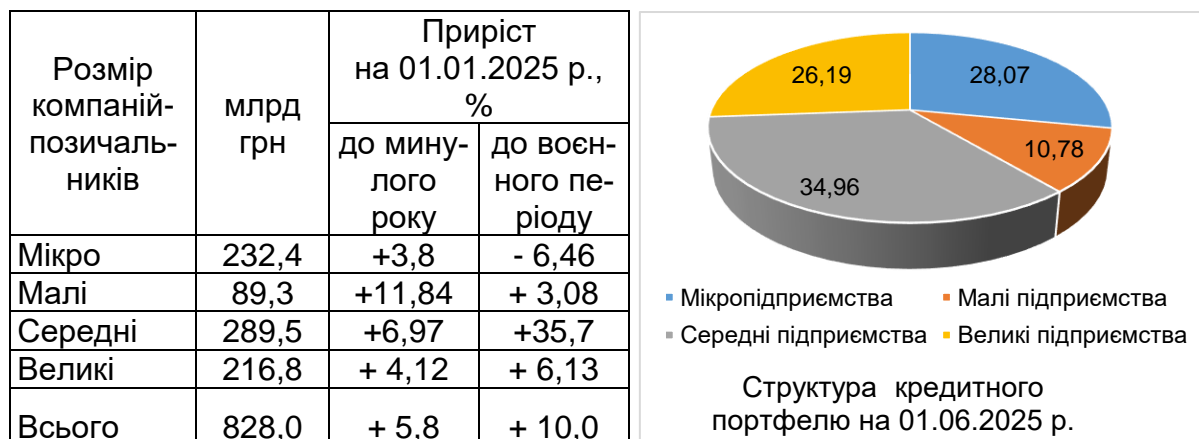 Розмір
компаній-
позичаль-
ників
млрд
грн
Приріст
на 01.01.2025 р.,
%
до мину-
лого
року
до воєн-
ного пе-
ріоду
Мікро 232,4 +3,8 - 6,46
Малі 89,3 +11,84 + 3,08
Середні 289,5 +6,97 +35,7
Великі 216,8 + 4,12 + 6,13
Всього 828,0 + 5,8 + 10,0
26,19 28,07
10,78
34,96
Мікропідприємства Малі підприємства
Середні підприємства Великі підприємства
Структура кредитного
портфелю на 01.06.2025 р.